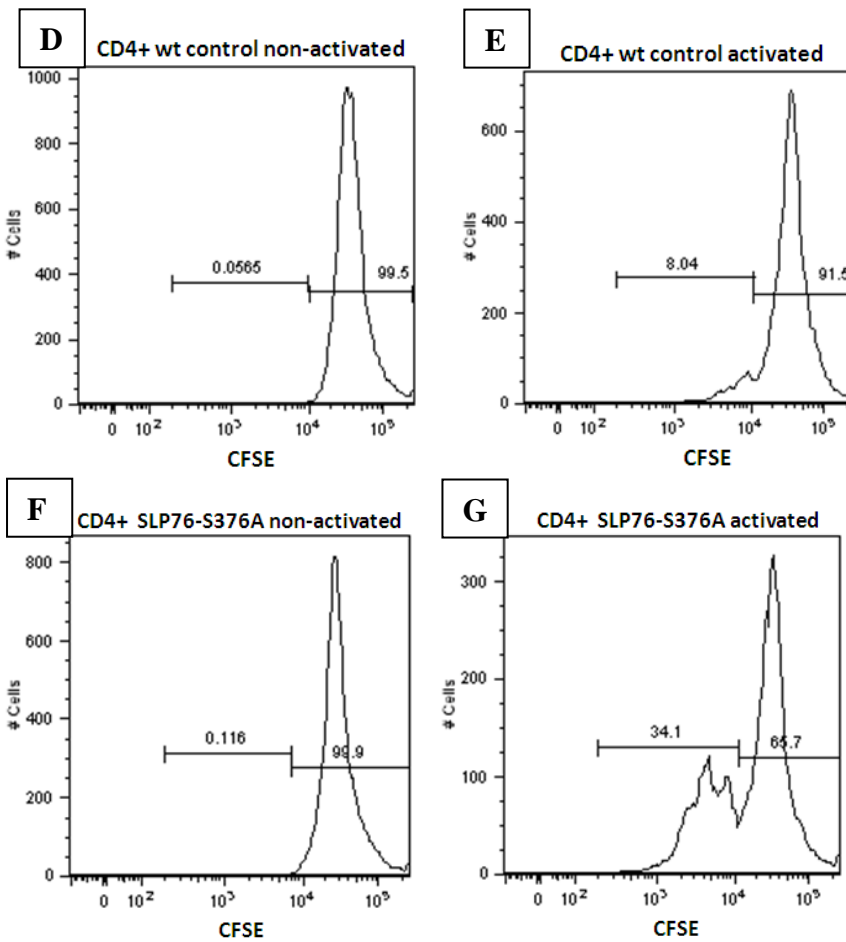 D
CD4+ wt control non-activated
1000
800
600
400
200
0
# Cells
0.0565
99.5
0 10² 10³ 10⁴ 10⁵
CFSE
E
CD4+ wt control activated
600
400
200
0
# Cells
8.04
91.5
0 10² 10³ 10⁴ 10⁵
CFSE
F
CD4+ SLP76-S376A non-activated
800
600
400
200
0
# Cells
0.116
99.9
0 10² 10³ 10⁴ 10⁵
CFSE
G
CD4+ SLP76-S376A activated
300
200
100
0
# Cells
34.1
65.7
0 10² 10³ 10⁴ 10⁵
CFSE